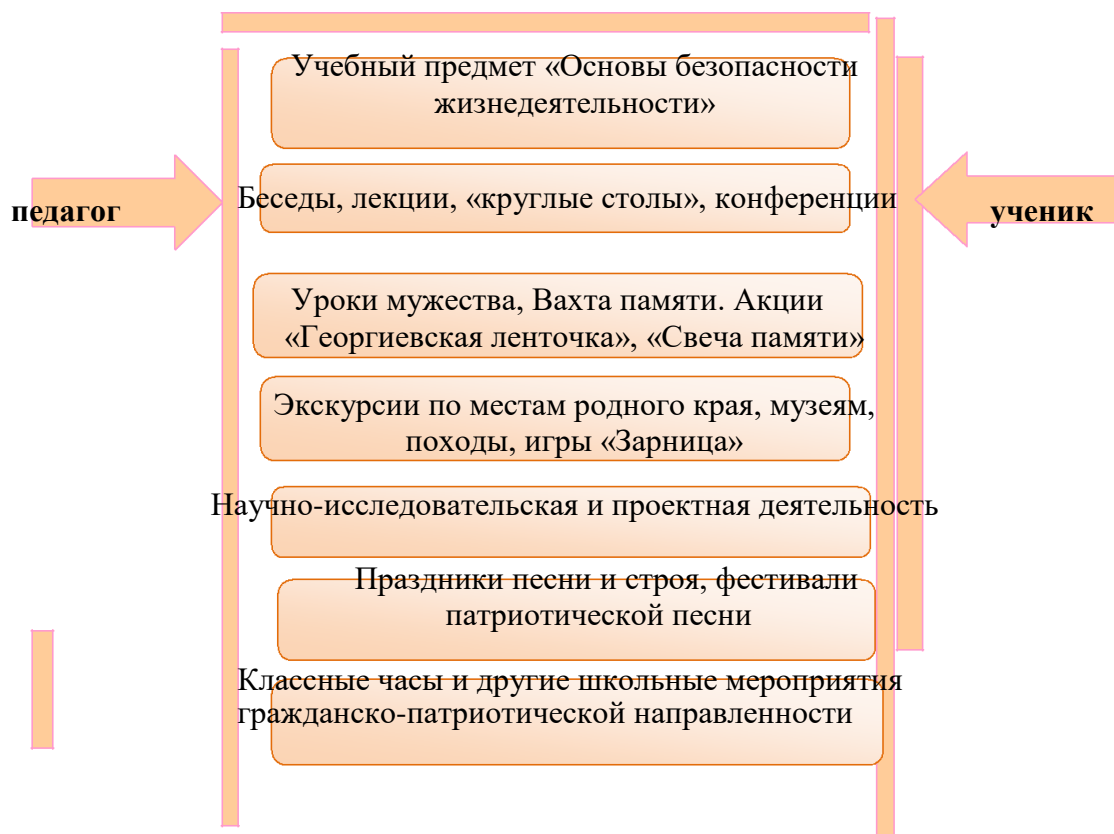 Учебный предмет «Основы безопасности
жизнедеятельности»
Беседы, лекции, «круглые столы», конференции
педагог
ученик
Уроки мужества, Вахта памяти. Акции
«Георгиевская ленточка», «Свеча памяти»
Экскурсии по местам родного края, музеям,
походы, игры «Зарница»
Научно-исследовательская и проектная деятельность
Праздники песни и строя, фестивали
патриотической песни
Классные часы и другие школьные мероприятия
гражданско-патриотической направленности